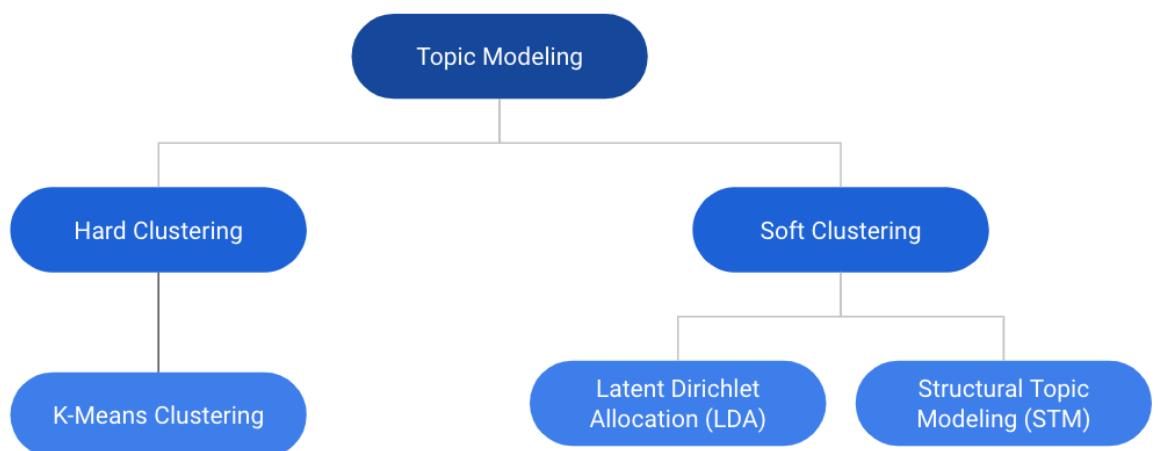 Topic Modeling
Hard Clustering
Soft Clustering
K-Means Clustering
Latent Dirichlet
Allocation (LDA)
Structural Topic
Modeling (STM)